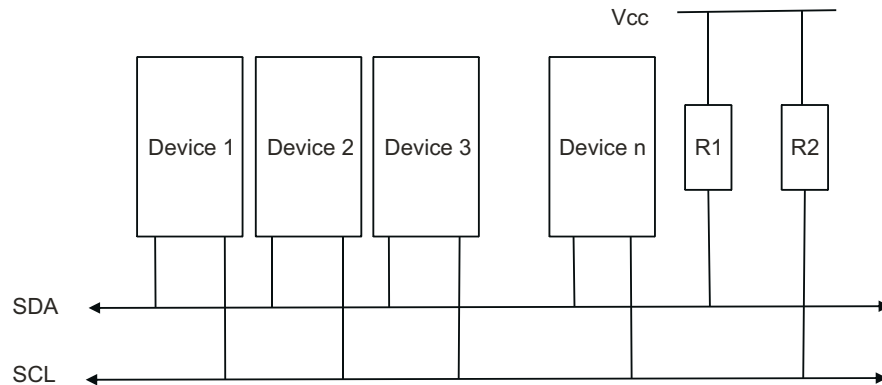 Vcc
Device 1 Device 2 Device 3 Device n R1 R2
SDA
SCL